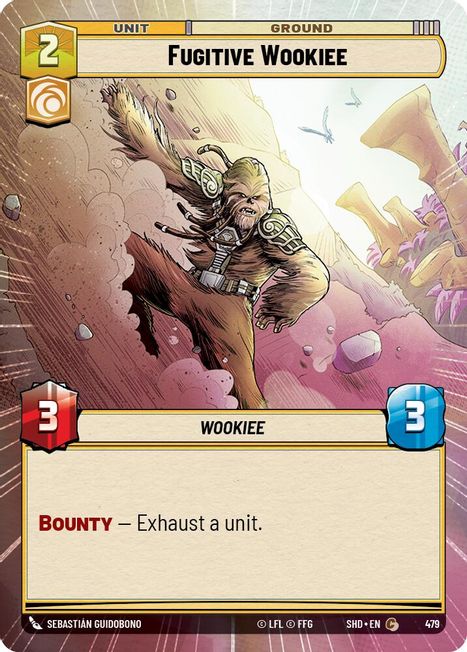 UNIT GROUND
2 FUGITIVE WOOKIEE
3 WOOKIEE 3
BOUNTY — Exhaust a unit.
SEBASTIÁN GUIDOBONO © LFL © FFG SHD • EN C 479